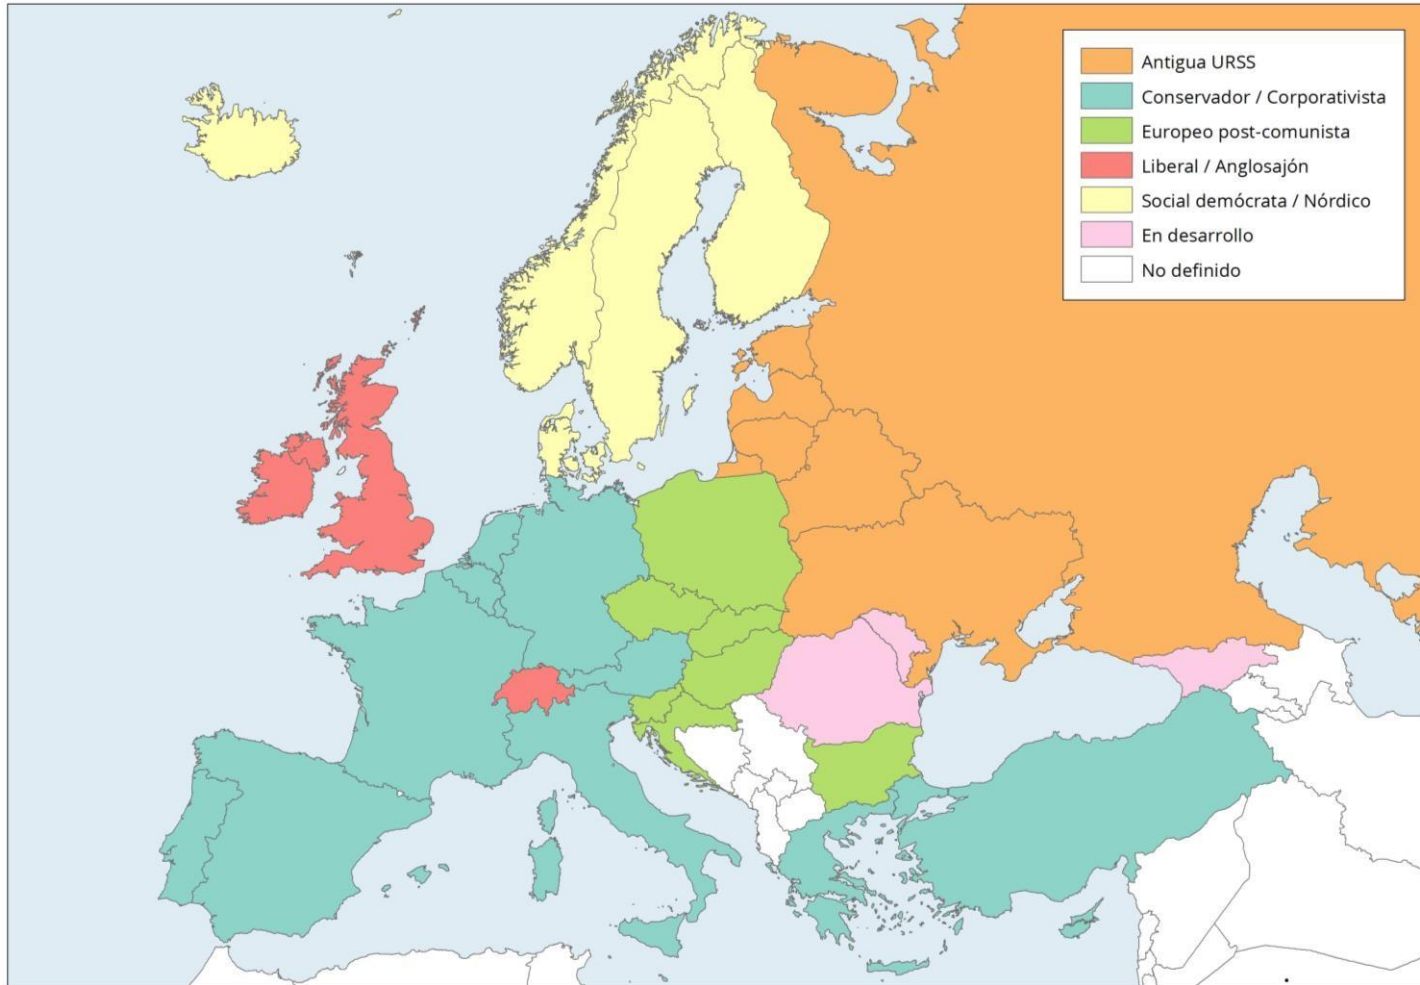 Antigua URSS
Conservador / Corporativista
Europeo post-comunista
Liberal / Anglosajón
Social demócrata / Nórdico
En desarrollo
No definido